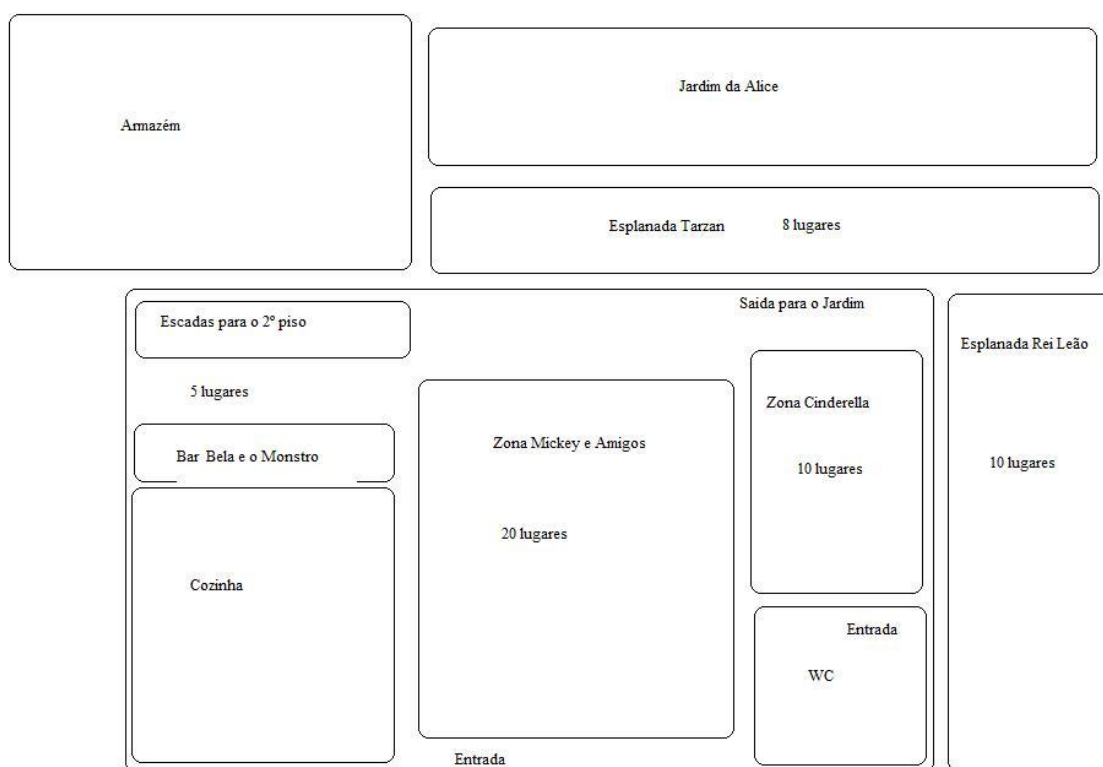 Armazém
Jardim da Alice
Esplanada Tarzan 8 lugares
Saida para o Jardim
Escadas para o 2º piso
Esplanada Rei Leão
5 lugares
Zona Cinderella
Bar Bela e o Monstro
Zona Mickey e Amigos
10 lugares
10 lugares
20 lugares
Cozinha
Entrada
WC
Entrada